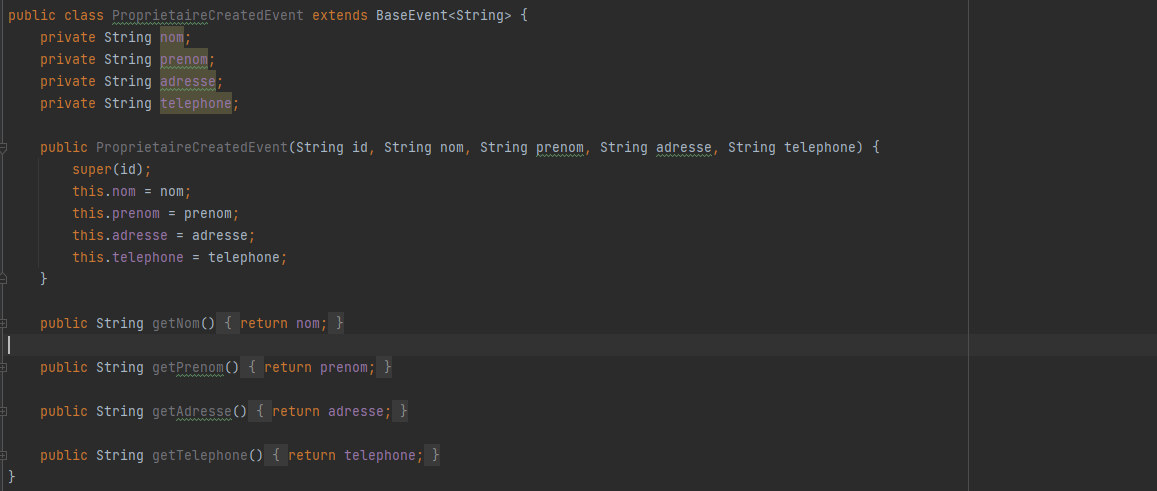 public class ProprietaireCreatedEvent extends BaseEvent<String> {
    private String nom;
    private String prenom;
    private String adresse;
    private String telephone;
    public ProprietaireCreatedEvent(String id, String nom, String prenom, String adresse, String telephone) {
        super(id);
        this.nom = nom;
        this.prenom = prenom;
        this.adresse = adresse;
        this.telephone = telephone;
    }
    public String getNom() { return nom; }
    public String getPrenom() { return prenom; }
    public String getAdresse() { return adresse; }
    public String getTelephone() { return telephone; }
}